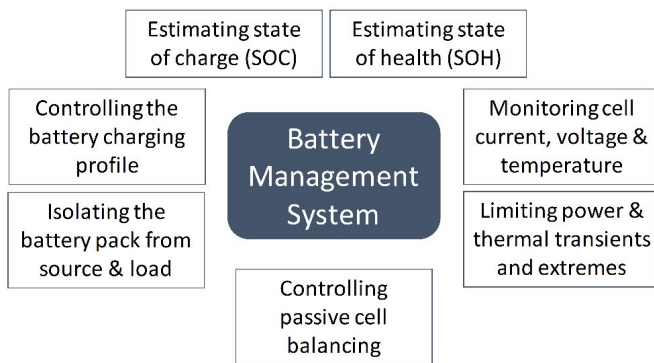 Estimating state
of charge (SOC)
Estimating state
of health (SOH)
Controlling the
battery charging
profile
Battery
Management
System
Monitoring cell
current, voltage &
temperature
Isolating the
battery pack from
source & load
Limiting power &
thermal transients
and extremes
Controlling
passive cell
balancing